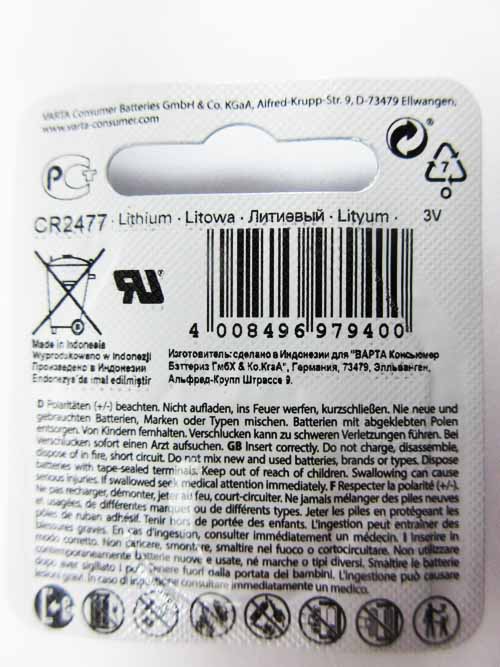 VARTA Consumer Batteries GmbH & Co. KGaA, Alfred-Krupp-Str. 9, D-73479 Ellwangen,
www.varta-consumer.com
7
CR2477 · Lithium · Litowa · Литиевый · Lityum · 3V
4 008496 979400
Made in Indonesia
Wyprodukowano w Indonezji
Произведено в Индонезии
Endonezya'da imal edilmiştir
Изготовитель: сделано в Индонезии для "ВАРТА Консьюмер
Баттериз ГмбХ & Ко.KraA", Германия, 73479, Элльванген,
Альфред-Крупп Штрассе 9.
D Polaritäten (+/-) beachten. Nicht aufladen, ins Feuer werfen, kurzschließen. Nie neue und
gebrauchten Batterien, Marken oder Typen mischen. Batterien mit abgeklebten Polen
entsorgen. Von Kindern fernhalten. Verschlucken kann zu schweren Verletzungen führen. Bei
Verschlucken sofort einen Arzt aufsuchen. GB Insert correctly. Do not charge, disassemble,
dispose of in fire, short circuit. Do not mix new and used batteries, brands or types. Dispose
batteries with tape-sealed terminals. Keep out of reach of children. Swallowing can cause
serious injuries. If swallowed seek medical attention immediately. F Respecter la polarité (+/-).
Ne pas recharger, démonter, jeter au feu, court-circuiter. Ne jamais mélanger des piles neuves
et usagées, de différentes marques ou de différents types. Jeter les piles en protégeant les
pôles de ruban adhésif. Tenir hors de portée des enfants. L'ingestion peut entraîner des
blessures graves. En cas d'ingestion, consulter immédiatement un médecin. I Inserire in
modo corretto. Non caricare, smontare, smaltire nel fuoco o cortocircuitare. Non utilizzare
contemporaneamente batterie nuove e usate, né marche o tipi diversi. Smaltire le batterie
dopo aver sigillato i poli. Tenere fuori dalla portata dei bambini. L'ingestione può causare
lesioni gravi. In caso di ingestione consultare immediatamente un medico.